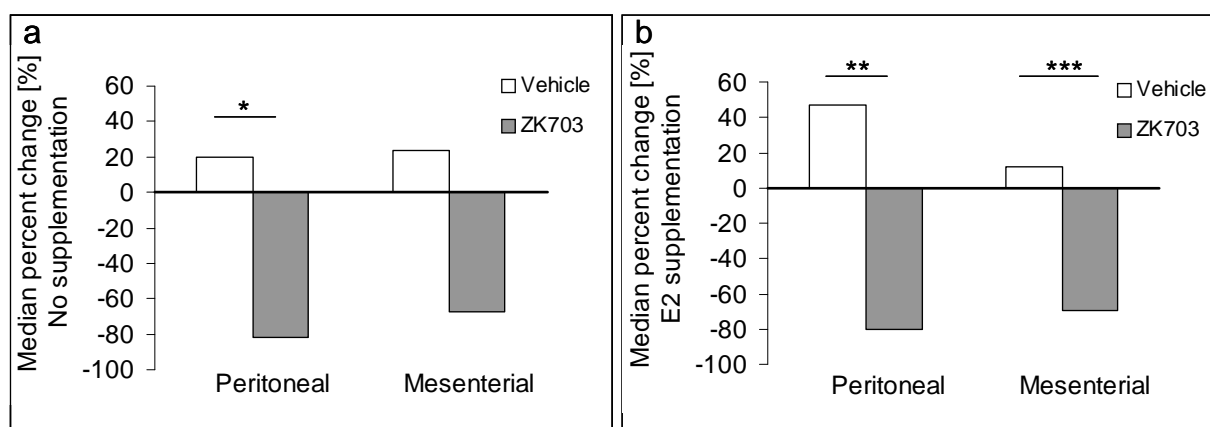 a
Median percent change [%]
No supplementation
60
40
20
0
-20
-40
-60
-80
-100
*
Vehicle
ZK703
Peritoneal
Mesenterial
b
Median percent change [%]
E2 supplementation
60
40
20
0
-20
-40
-60
-80
-100
**
***
Vehicle
ZK703
Peritoneal
Mesenterial